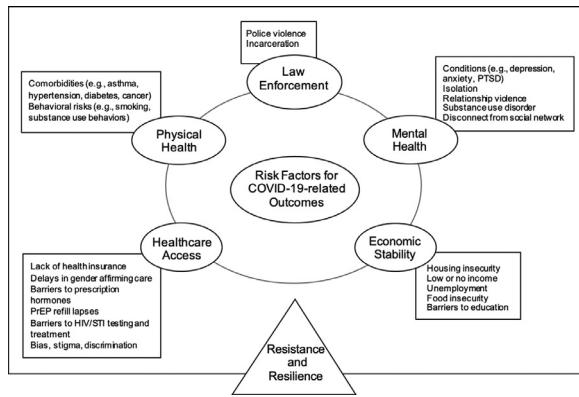 Police violence
Incarceration
Law
Enforcement
Comorbidities (e.g., asthma,
hypertension, diabetes, cancer)
Behavioral risks (e.g., smoking,
substance use behaviors)
Physical
Health
Conditions (e.g., depression,
anxiety, PTSD)
Isolation
Relationship violence
Substance use disorder
Disconnect from social network
Mental
Health
Risk Factors for
COVID-19-related
Outcomes
Healthcare
Access
Lack of health insurance
Delays in gender affirming care
Barriers to prescription
hormones
PrEP refill lapses
Barriers to HIV/STI testing and
treatment
Bias, stigma, discrimination
Economic
Stability
Housing insecurity
Low or no income
Unemployment
Food insecurity
Barriers to education
Resistance
and
Resilience